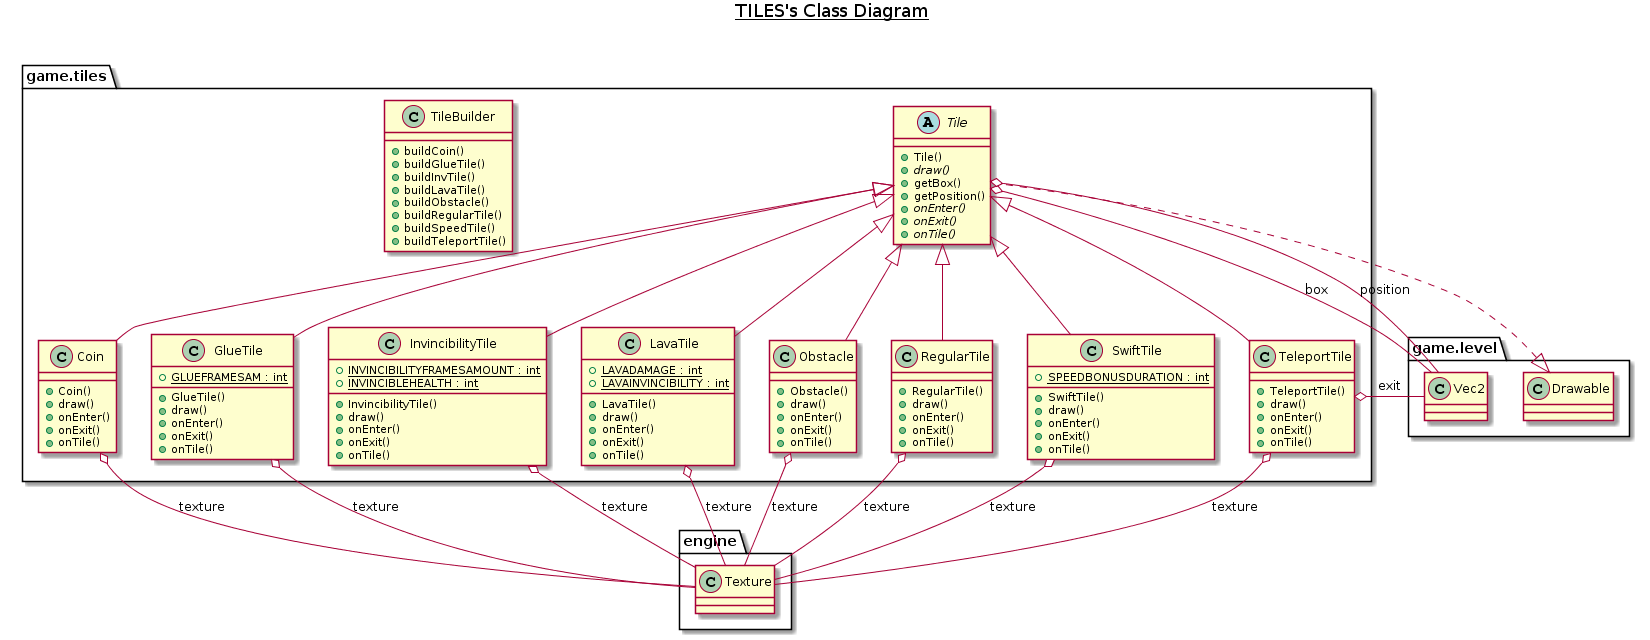 TILES's Class Diagram
game.tiles
C TileBuilder
buildCoin()
buildGlueTile()
buildInvTile()
buildLavaTile()
buildObstacle()
buildRegularTile()
buildSpeedTile()
buildTeleportTile()
A Tile
Tile()
draw()
getBox()
getPosition()
onEnter()
onExit()
onTile()
box
position
C Coin
Coin()
draw()
onEnter()
onExit()
onTile()
C GlueTile
GLUEFRAMESAM : int
GlueTile()
draw()
onEnter()
onExit()
onTile()
C InvincibilityTile
INVINCIBILITYFRAMESAMOUNT : int
INVINCIBLEHEALTH : int
InvincibilityTile()
draw()
onEnter()
onExit()
onTile()
C LavaTile
LAVADAMAGE : int
LAVAINVINCIBILITY : int
LavaTile()
draw()
onEnter()
onExit()
onTile()
C Obstacle
Obstacle()
draw()
onEnter()
onExit()
onTile()
C RegularTile
RegularTile()
draw()
onEnter()
onExit()
onTile()
C SwiftTile
SPEEDBONUSDURATION : int
SwiftTile()
draw()
onEnter()
onExit()
onTile()
C TeleportTile
TeleportTile()
draw()
onEnter()
onExit()
onTile()
exit
game.level
C Vec2
C Drawable
texture
texture
texture
texture
texture
texture
texture
texture
engine
C Texture